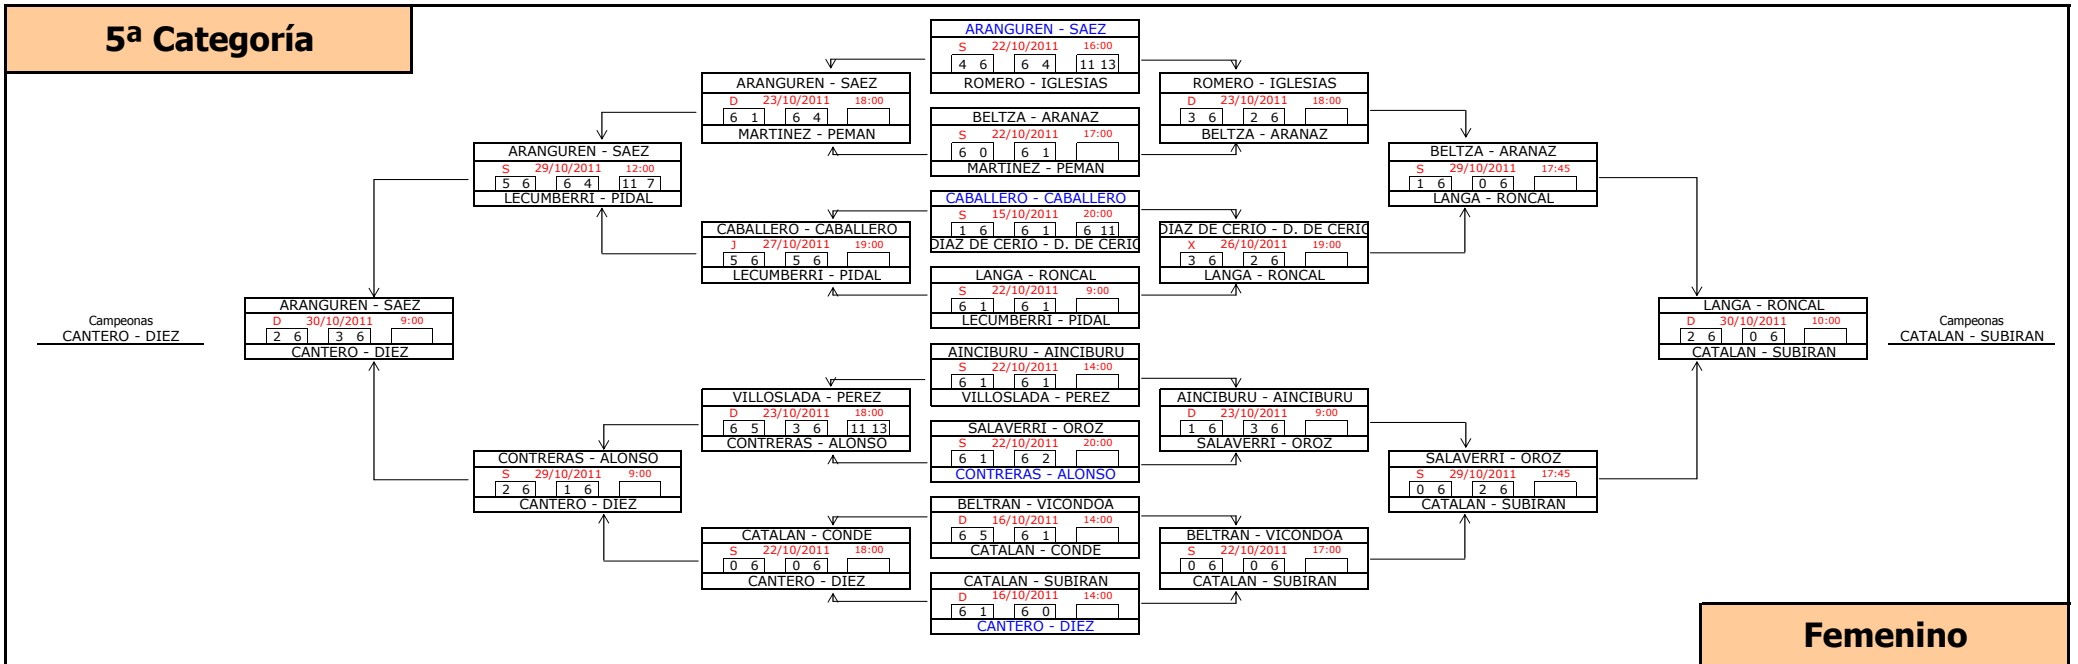 5ª Categoría
ARANGUREN - SAEZ
S 22/10/2011 16:00
4 6 6 4 11 13
ROMERO - IGLESIAS
BELTZA - ARANAZ
S 22/10/2011 17:00
6 0 6 1
MARTINEZ - PEMAN
CABALLERO - CABALLERO
S 15/10/2011 20:00
1 6 6 1 6 11
DIAZ DE CERIO - D. DE CERIO
LANGA - RONCAL
S 22/10/2011 9:00
6 1 6 1
LECUMBERRI - PIDAL
AINCIBURU - AINCIBURU
S 22/10/2011 14:00
6 1 6 1
VILLOSLADA - PEREZ
SALAVERRI - OROZ
S 22/10/2011 20:00
6 1 6 2
CONTRERAS - ALONSO
BELTRAN - VICONDOA
D 16/10/2011 14:00
6 5 6 1
CATALAN - CONDE
CATALAN - SUBIRAN
D 16/10/2011 14:00
6 1 6 0
CANTERO - DIEZ
ARANGUREN - SAEZ
D 23/10/2011 18:00
6 1 6 4
MARTINEZ - PEMAN
CABALLERO - CABALLERO
J 27/10/2011 19:00
5 6 5 6
LECUMBERRI - PIDAL
VILLOSLADA - PEREZ
D 23/10/2011 18:00
6 5 3 6 11 13
CONTRERAS - ALONSO
CATALAN - CONDE
S 22/10/2011 18:00
0 6 0 6
CANTERO - DIEZ
ARANGUREN - SAEZ
S 29/10/2011 12:00
5 6 6 4 11 7
LECUMBERRI - PIDAL
CONTRERAS - ALONSO
S 29/10/2011 9:00
2 6 1 6
CANTERO - DIEZ
ARANGUREN - SAEZ
D 30/10/2011 9:00
2 6 3 6
CANTERO - DIEZ
Campeonas
CANTERO - DIEZ
ROMERO - IGLESIAS
D 23/10/2011 18:00
3 6 2 6
BELTZA - ARANAZ
DIAZ DE CERIO - D. DE CERIO
X 26/10/2011 19:00
3 6 2 6
LANGA - RONCAL
AINCIBURU - AINCIBURU
D 23/10/2011 9:00
1 6 3 6
SALAVERRI - OROZ
BELTRAN - VICONDOA
S 22/10/2011 17:00
0 6 0 6
CATALAN - SUBIRAN
BELTZA - ARANAZ
S 29/10/2011 17:45
1 6 0 6
LANGA - RONCAL
SALAVERRI - OROZ
S 29/10/2011 17:45
0 6 2 6
CATALAN - SUBIRAN
LANGA - RONCAL
D 30/10/2011 10:00
2 6 0 6
CATALAN - SUBIRAN
Campeonas
CATALAN - SUBIRAN
Femenino